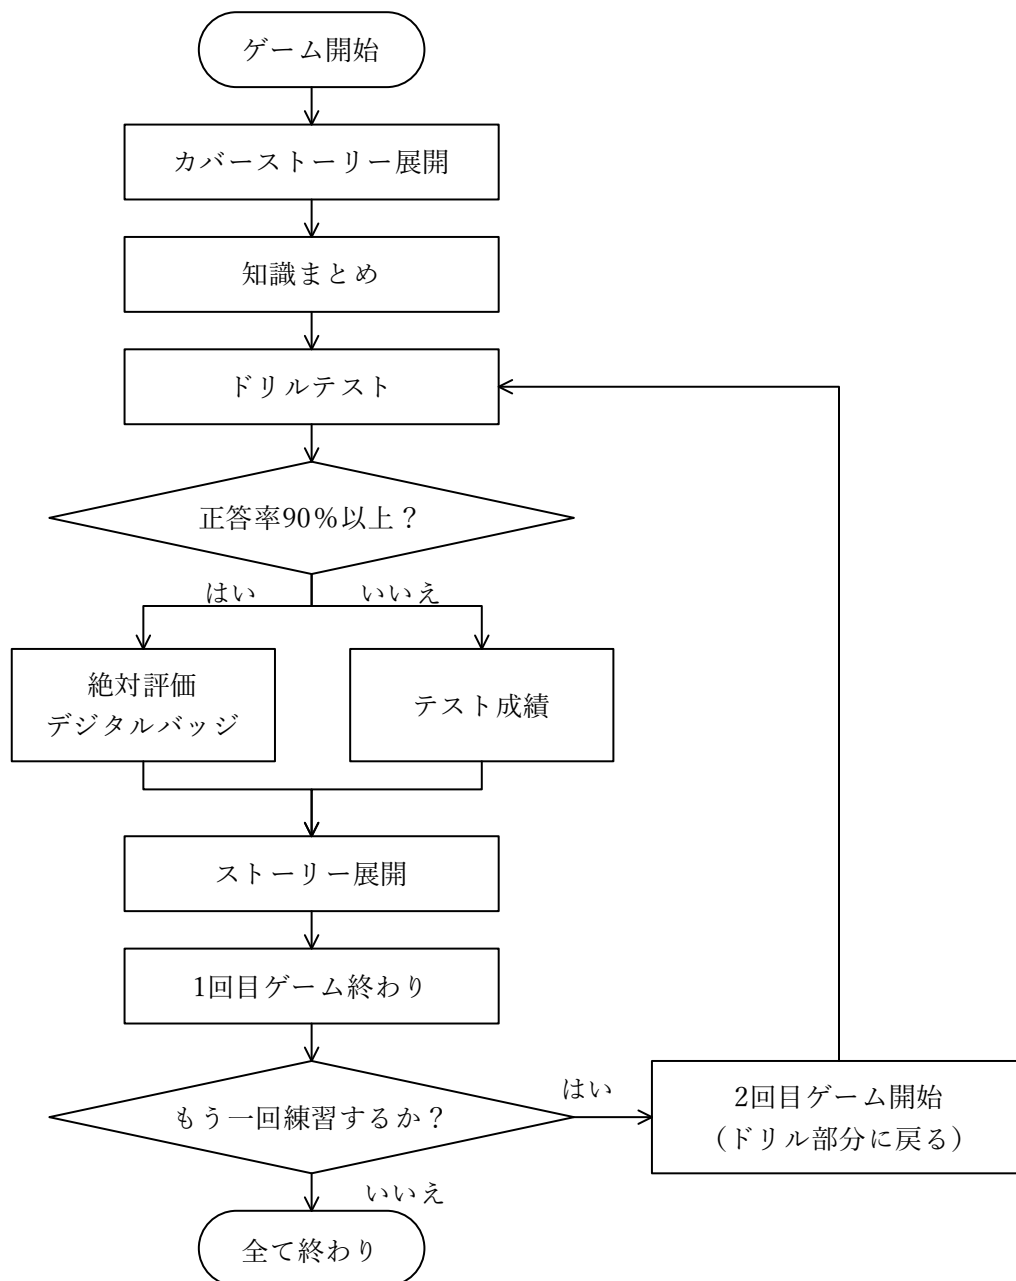 ゲーム開始
カバーストーリー展開
知識まとめ
ドリルテスト
正答率90%以上？
はい
いいえ
絶対評価
デジタルバッジ
テスト成績
ストーリー展開
1回目ゲーム終わり
もう一回練習するか？
はい
2回目ゲーム開始
（ドリル部分に戻る）
いいえ
全て終わり